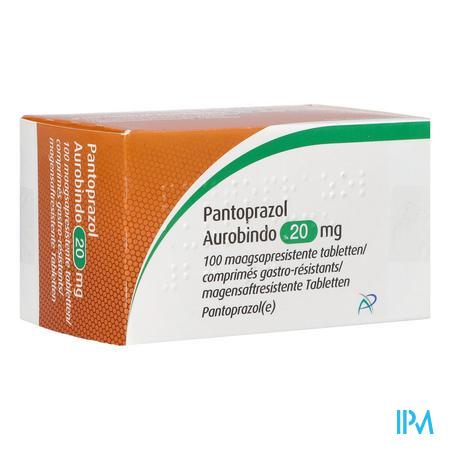 Pantoprazol
Aurobindo 20 mg
100 maagsapresistente tabletten/
comprimés gastro-résistants/
magensaftresistente Tabletten
Pantoprazol(e)
Pantoprazol
Aurobindo 20 mg
100 maagsapresistente tabletten/
comprimés gastro-résistants/
magensaftresistente Tabletten
IPM